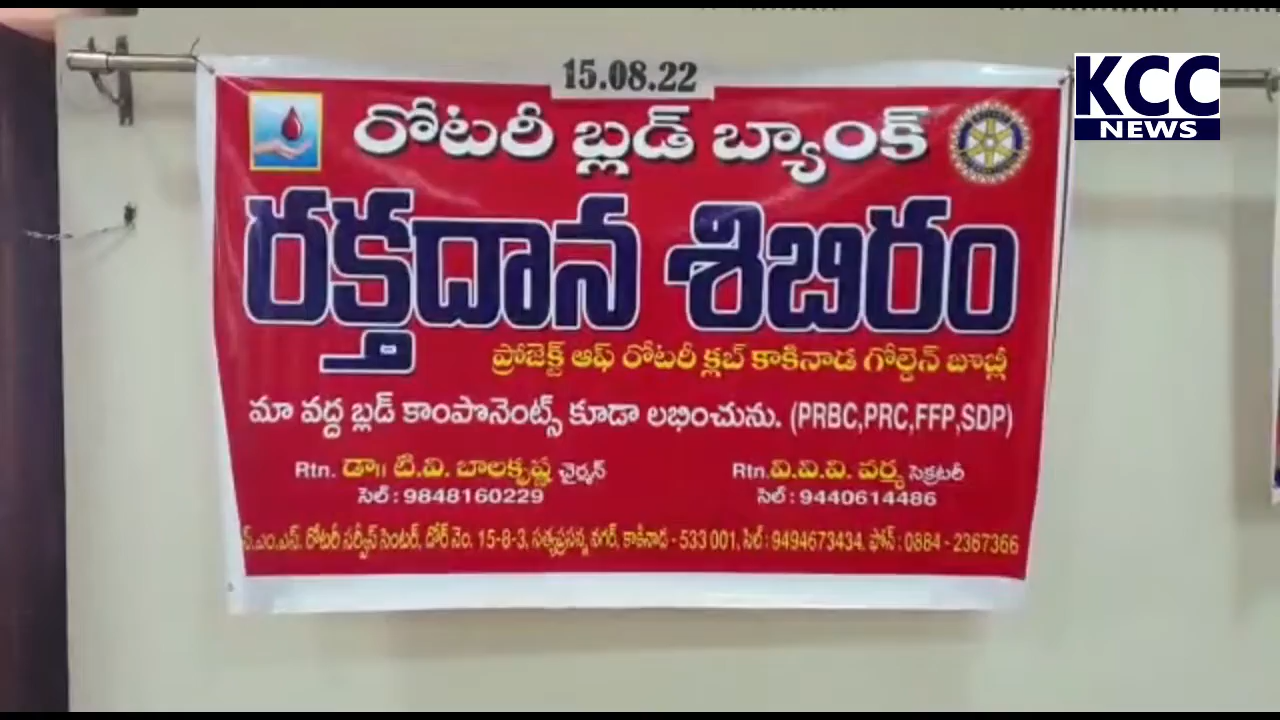 15.08.22
KCC
NEWS
రోటరీ బ్లడ్ బ్యాంక్
రక్తదాన శిబిరం
ప్రోజెక్ట్ ఆఫ్ రోటరీ క్లబ్ కాకినాడ గోల్డెన్ జూబ్లీ
మా వద్ద బ్లడ్ కాంపొనెంట్స్ కూడా లభించును. (PRBC,PRC,FFP,SDP)
Rtn. డా॥ టి.వి. బాలకృష్ణ ఛైర్మన్ Rtn.వి.వి.వి. వర్మ సెక్రటరీ
సెల్ : 9848160229 సెల్ : 9440614486
రోటరీ సర్వీస్ సెంటర్, డోర్ నెం. 15-8-3, సత్యప్రసన్న నగర్, కాకినాడ - 533 001, సెల్ : 9494673434, ఫోన్ : 0884 - 2367366